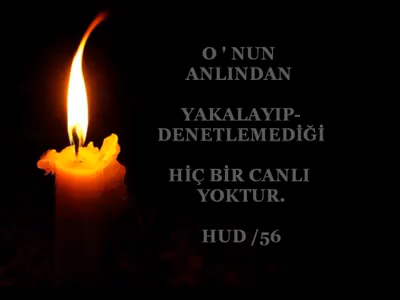 O ' NUN
ANLINDAN
YAKALAYIP-
DENETLEMEDİĞİ
HİÇ BİR CANLI
YOKTUR.
HUD /56